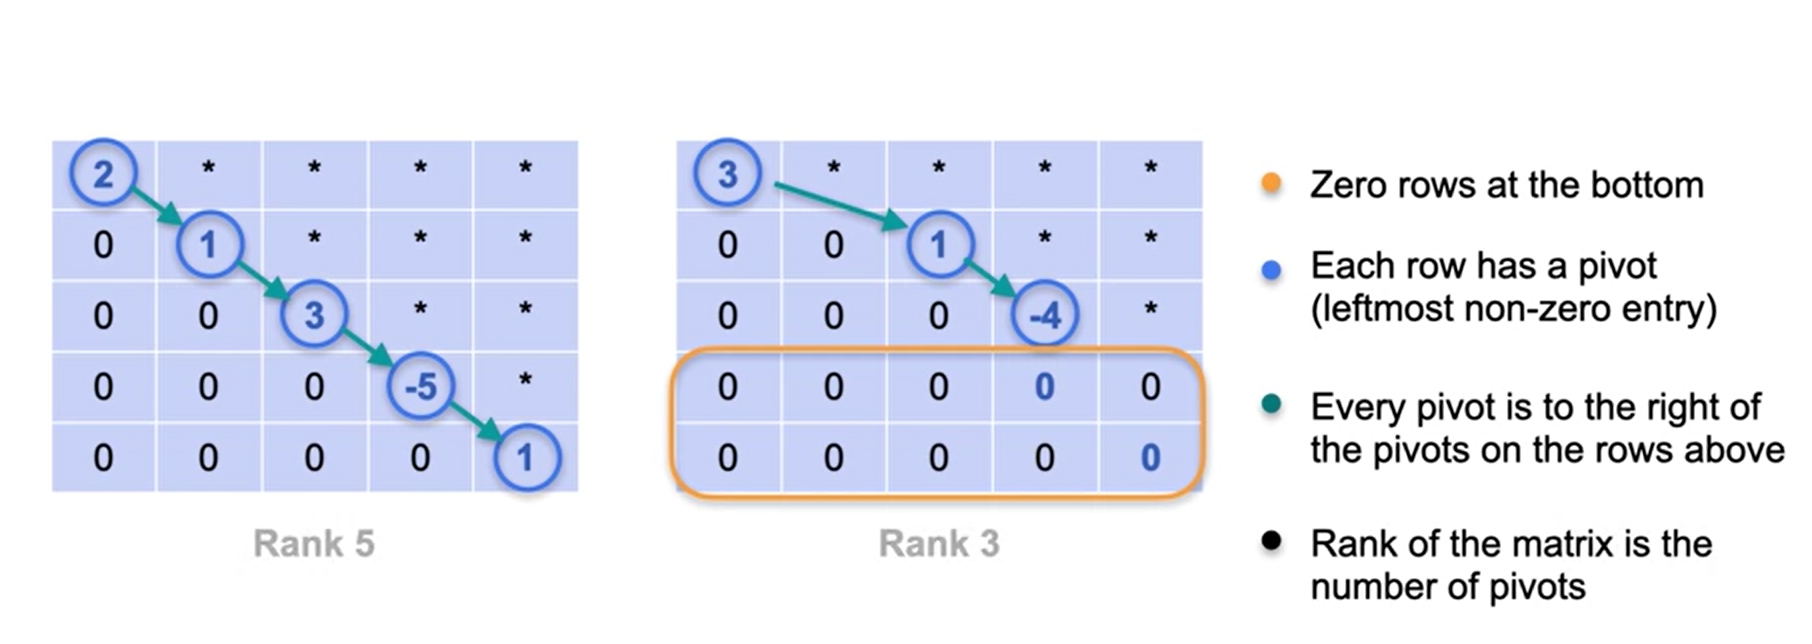 2 * * * *
0 1 * * *
0 0 3 * *
0 0 0 -5 *
0 0 0 0 1
Rank 5
3 * * * *
0 0 1 * *
0 0 0 -4 *
0 0 0 0 0
0 0 0 0 0
Rank 3
Zero rows at the bottom
Each row has a pivot
(leftmost non-zero entry)
Every pivot is to the right of
the pivots on the rows above
Rank of the matrix is the
number of pivots